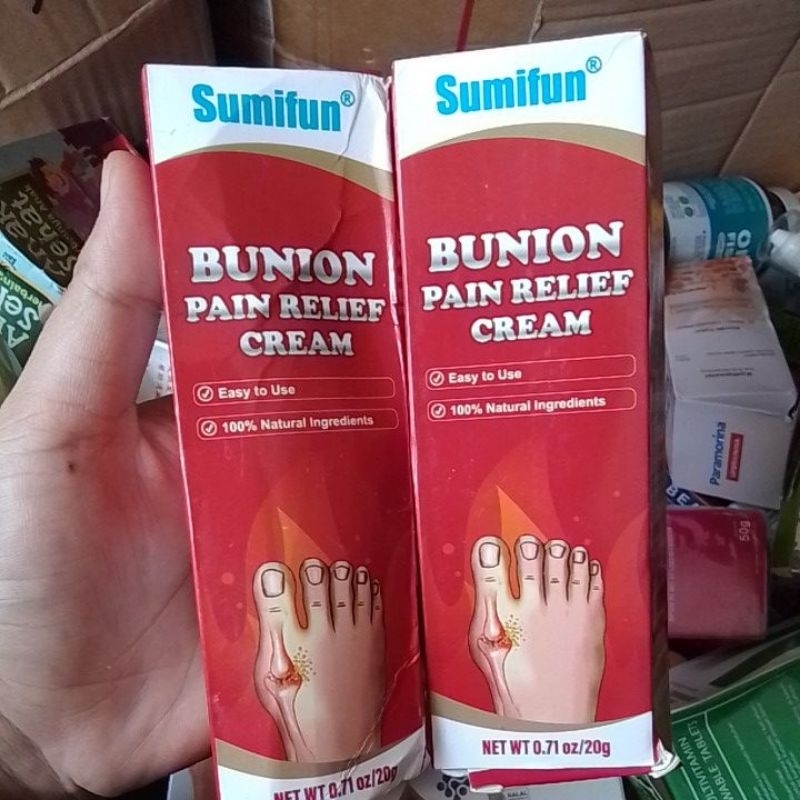 Sumifun®
BUNION
PAIN RELIEF
CREAM
Easy to Use
100% Natural Ingredients
NET WT 0.71 oz/20g
Sumifun®
BUNION
PAIN RELIEF
CREAM
Easy to Use
100% Natural Ingredients
NET WT 0.71 oz/20g
Paramorina
50g